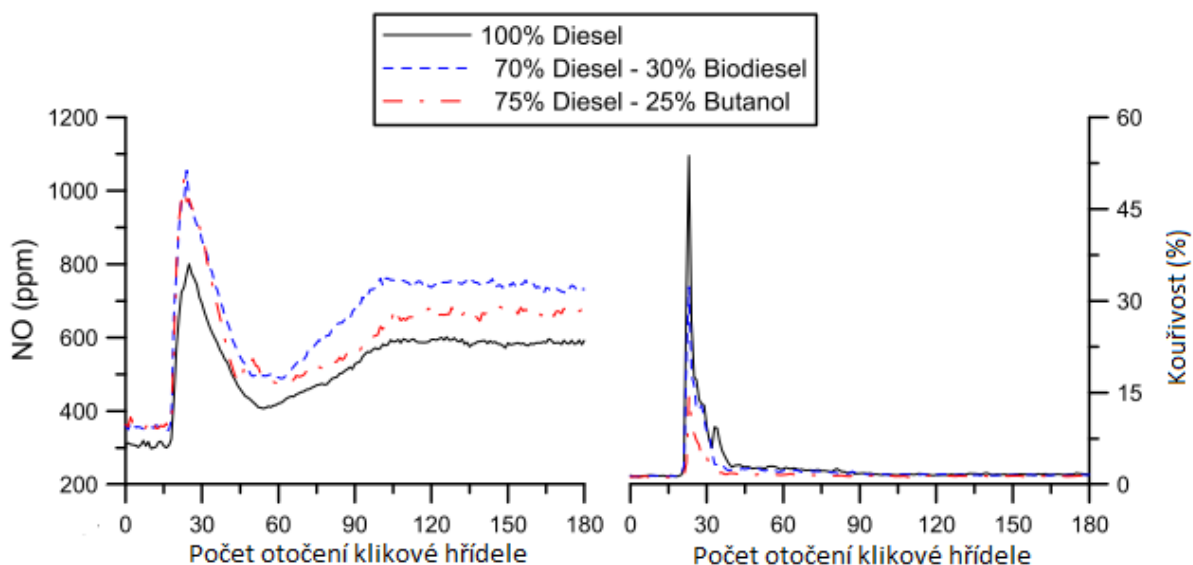 100% Diesel
70% Diesel - 30% Biodiesel
75% Diesel - 25% Butanol
1200
1000
800
600
400
200
NO (ppm)
0 30 60 90 120 150 180
Počet otočení klikové hřídele
60
45
30
15
0
Kouřivost (%)
0 30 60 90 120 150 180
Počet otočení klikové hřídele